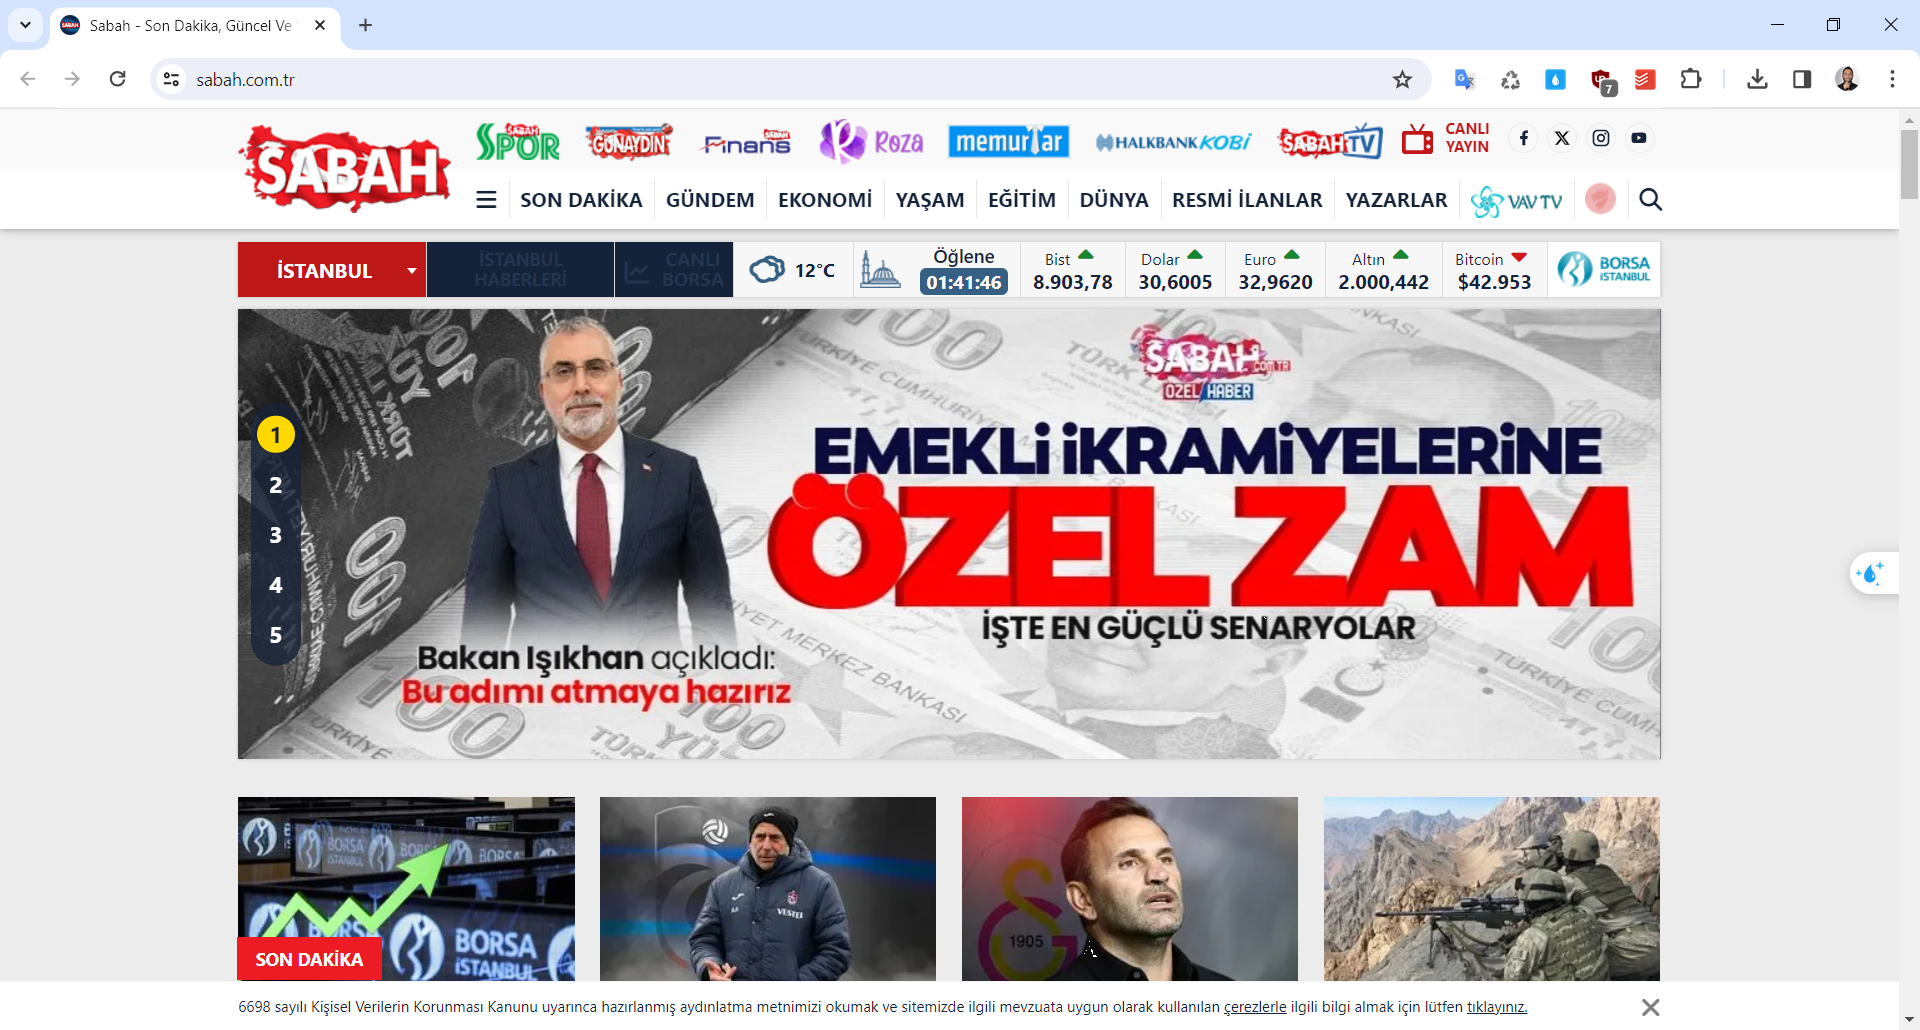 Sabah - Son Dakika, Güncel Ve
sabah.com.tr
7
SABAH
SABAH SPOR
GÜNAYDIN
Finans
Roza
memurlar
HALKBANK KOBİ
SABAH TV
CANLI YAYIN
SON DAKİKA
GÜNDEM
EKONOMİ
YAŞAM
EĞİTİM
DÜNYA
RESMİ İLANLAR
YAZARLAR
VAV TV
İSTANBUL
İSTANBUL HABERLERİ
CANLI BORSA
12°C
Öğlene
01:41:46
Bist
8.903,78
Dolar
30,6005
Euro
32,9620
Altın
2.000,442
Bitcoin
$42.953
BORSA
İSTANBUL
SABAH.COM.TR
ÖZEL HABER
1
2
3
4
5
EMEKLİ İKRAMİYELERİNE
ÖZEL ZAM
İŞTE EN GÜÇLÜ SENARYOLAR
Bakan Işıkhan açıkladı:
Bu adımı atmaya hazırız
BORSA
İSTANBUL
SON DAKİKA
VESTEL
1905
6698 sayılı Kişisel Verilerin Korunması Kanunu uyarınca hazırlanmış aydınlatma metnimizi okumak ve sitemizde ilgili mevzuata uygun olarak kullanılan çerezlerle ilgili bilgi almak için lütfen tıklayınız.